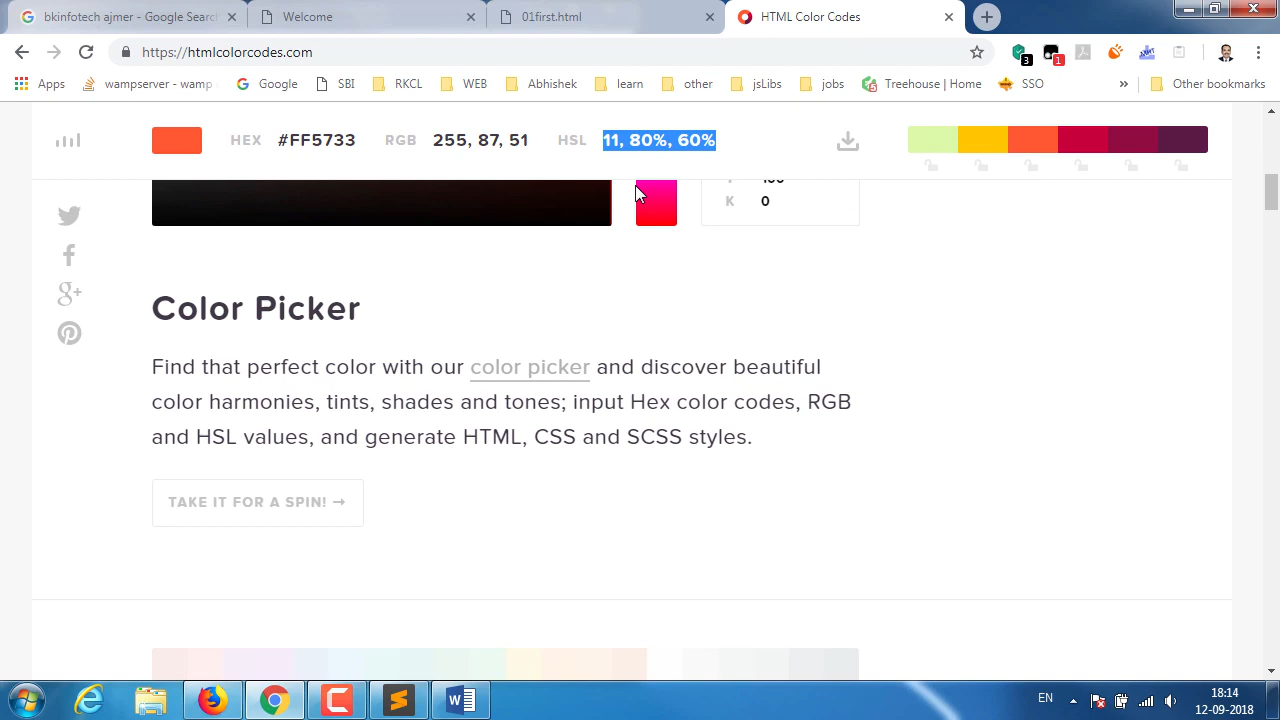 bkinfotech ajmer - Google Searc
Welcome
01first.html
HTML Color Codes
https://htmlcolorcodes.com
3
1
Apps
wampserver - wamp
Google
SBI
RKCL
WEB
Abhishek
learn
other
jsLibs
jobs
Treehouse | Home
SSO
»
Other bookmarks
HEX #FF5733 RGB 255, 87, 51 HSL 11, 80%, 60%
K 0
Color Picker
Find that perfect color with our color picker and discover beautiful
color harmonies, tints, shades and tones; input Hex color codes, RGB
and HSL values, and generate HTML, CSS and SCSS styles.
TAKE IT FOR A SPIN! →
EN
18:14
12-09-2018